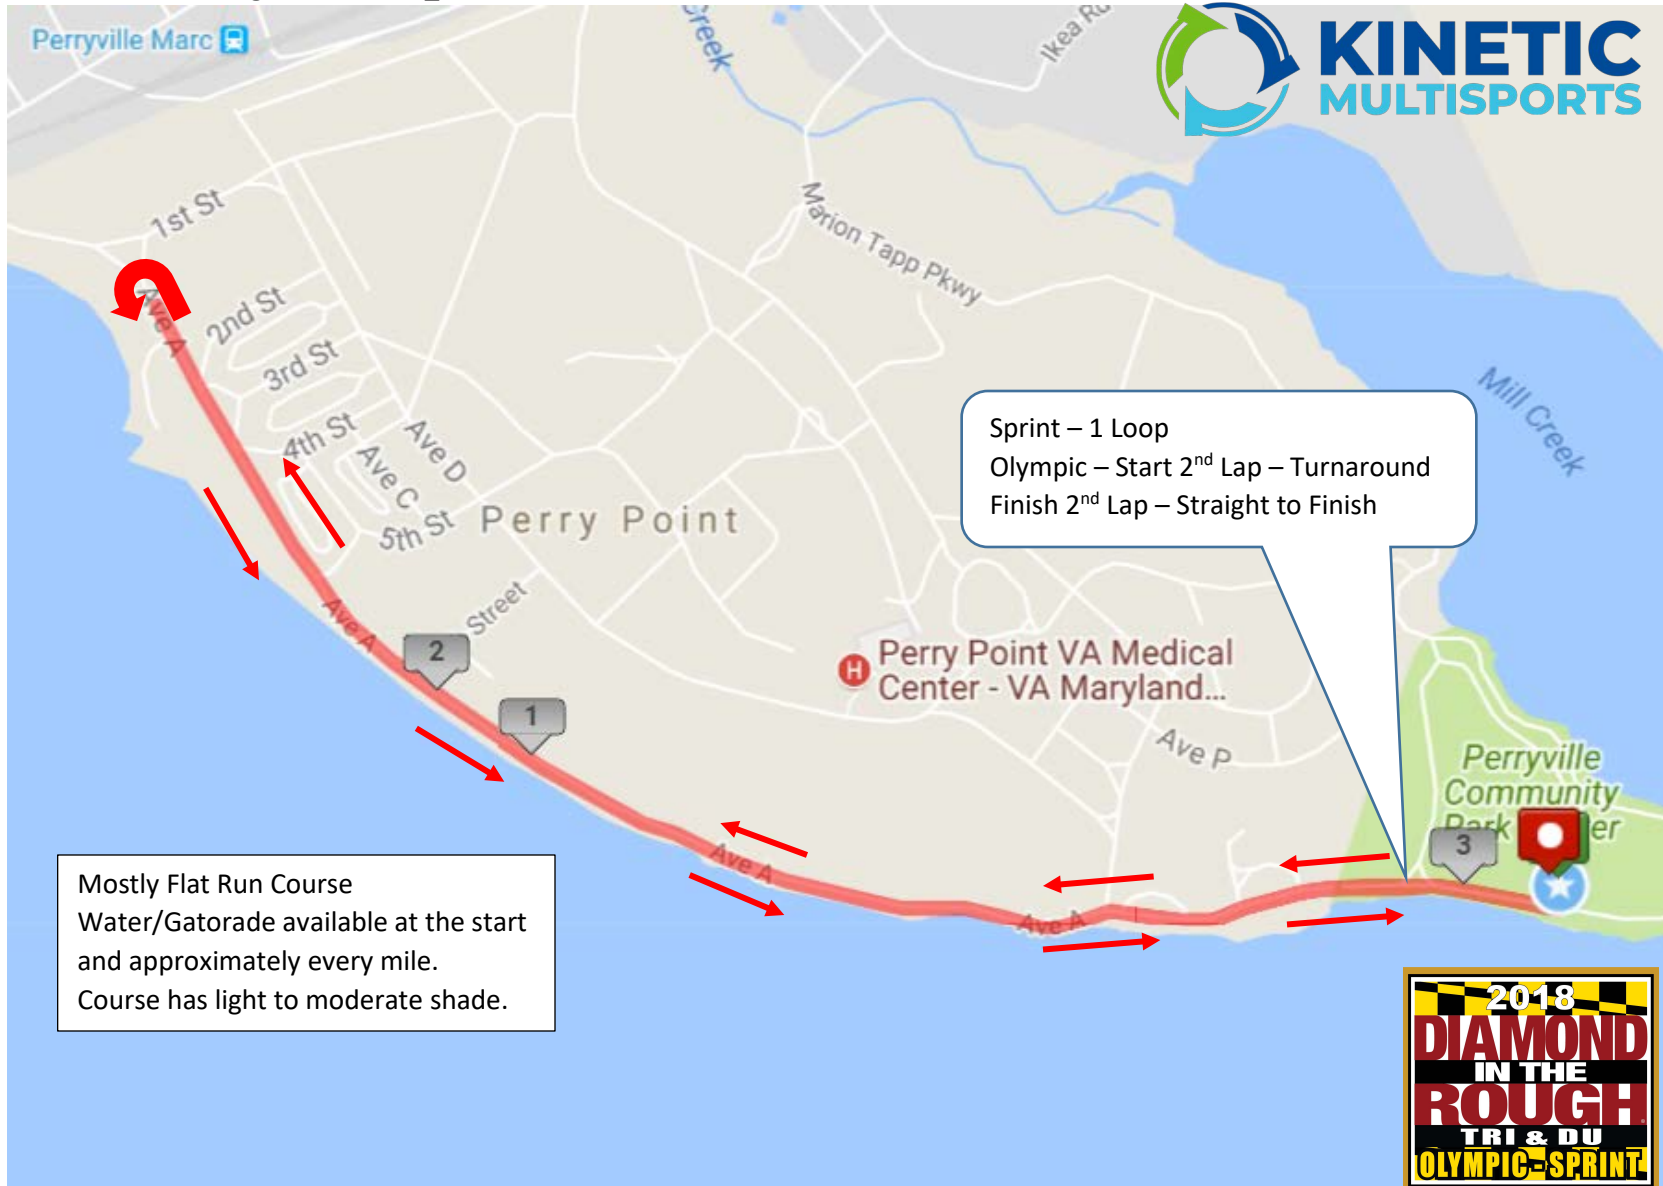 Perryville Marc
Creek
Ikea Rd
KINETIC
MULTISPORTS
1st St
Marion Tapp Pkwy
Ave A
2nd St
3rd St
4th St
Ave C
Ave D
5th St
Perry Point
Mill Creek
Sprint – 1 Loop
Olympic – Start 2nd Lap – Turnaround
Finish 2nd Lap – Straight to Finish
Ave A
Street
2
1
Perry Point VA Medical
Center - VA Maryland...
Ave P
Perryville
Community
Park
er
3
Ave A
Ave A
Mostly Flat Run Course
Water/Gatorade available at the start
and approximately every mile.
Course has light to moderate shade.
2018
DIAMOND
IN THE
ROUGH
TRI & DU
OLYMPIC-SPRINT